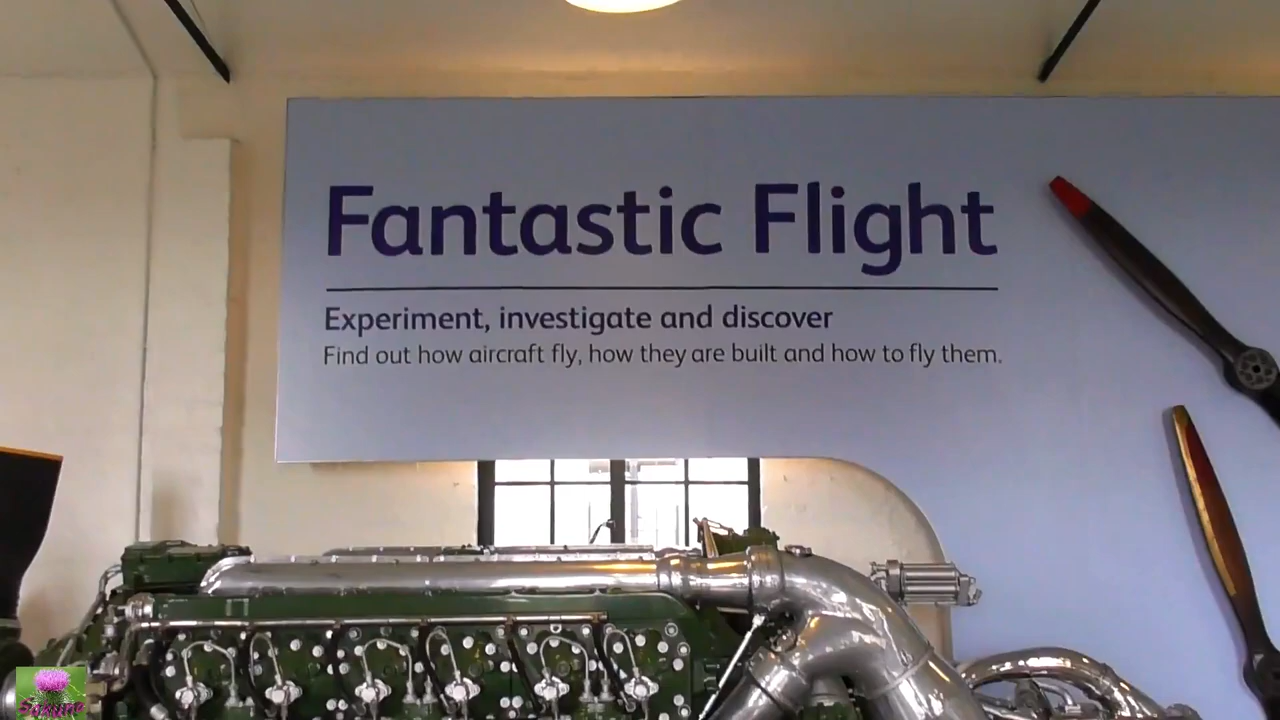 Fantastic Flight
Experiment, investigate and discover
Find out how aircraft fly, how they are built and how to fly them.
Sakura